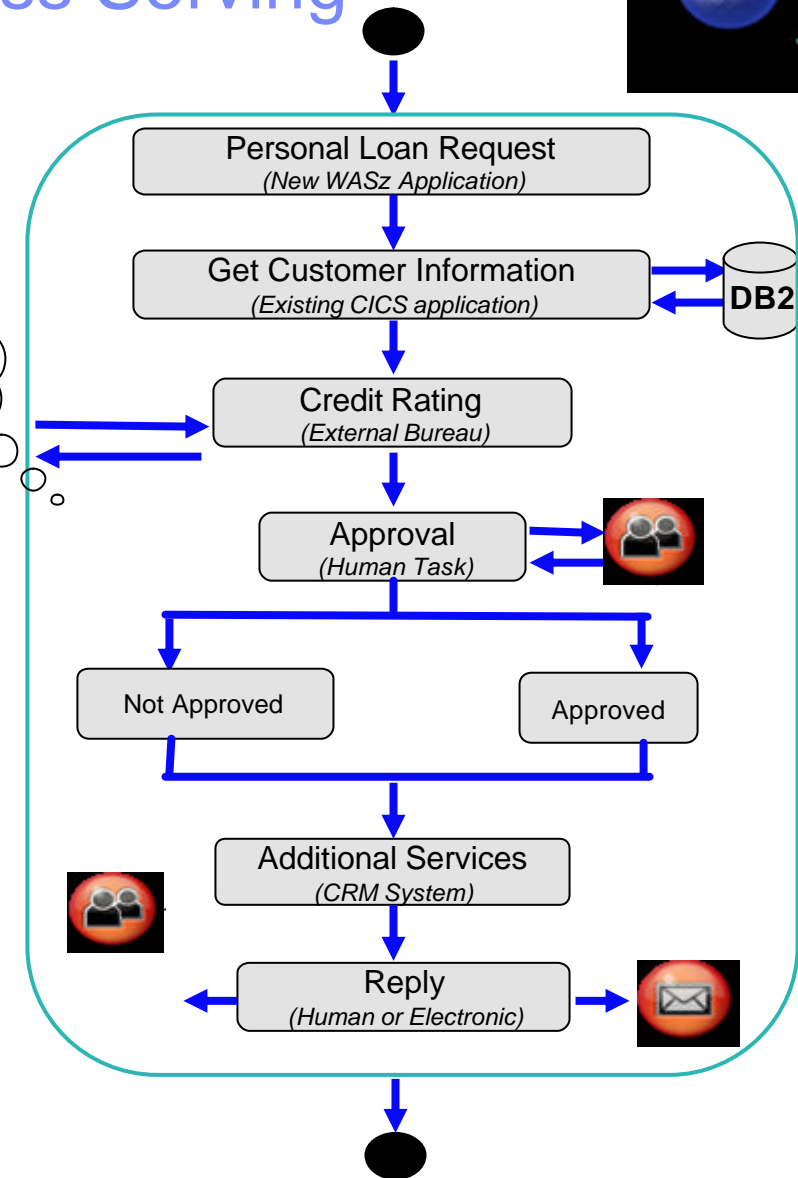 Serving
Personal Loan Request
(New WASz Application)
Get Customer Information
(Existing CICS application)
DB2
Credit Rating
(External Bureau)
Approval
(Human Task)
Not Approved
Approved
Additional Services
(CRM System)
Reply
(Human or Electronic)